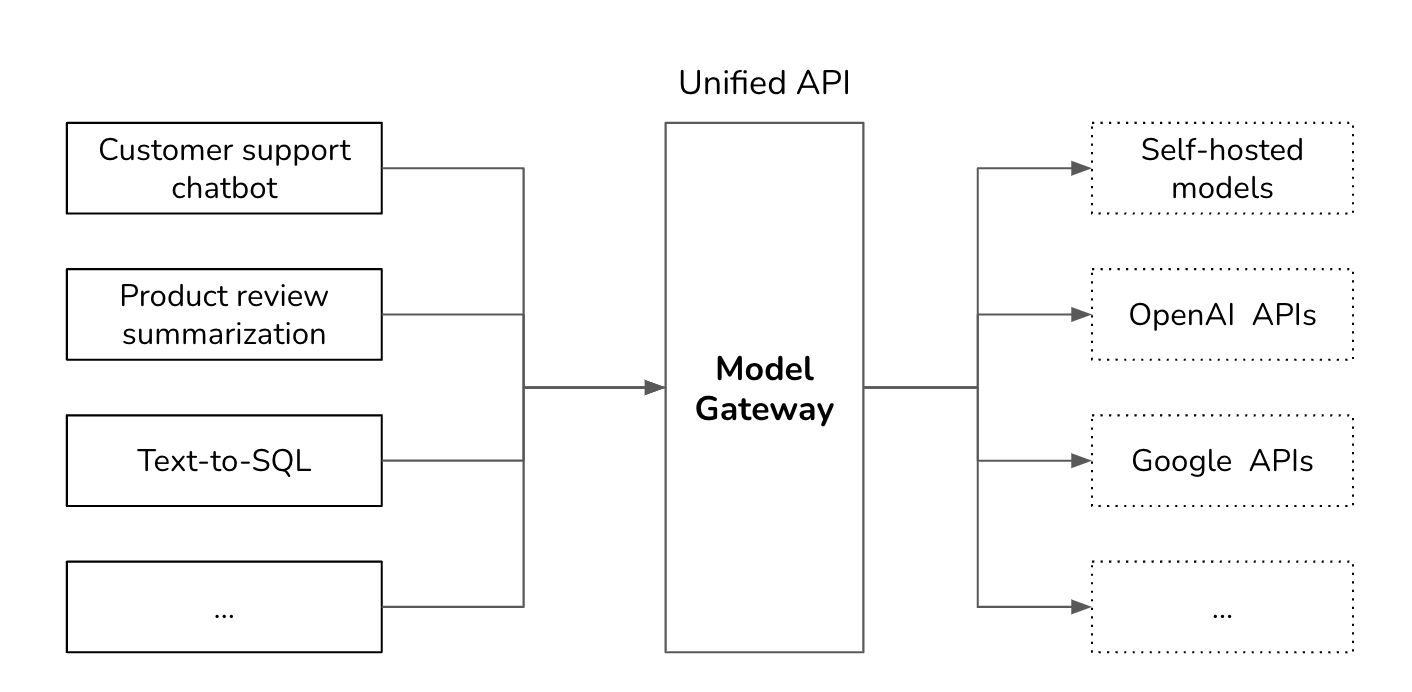 Unified API
Customer support
chatbot
Product review
summarization
Text-to-SQL
...
Model
Gateway
Self-hosted
models
OpenAI APIs
Google APIs
...